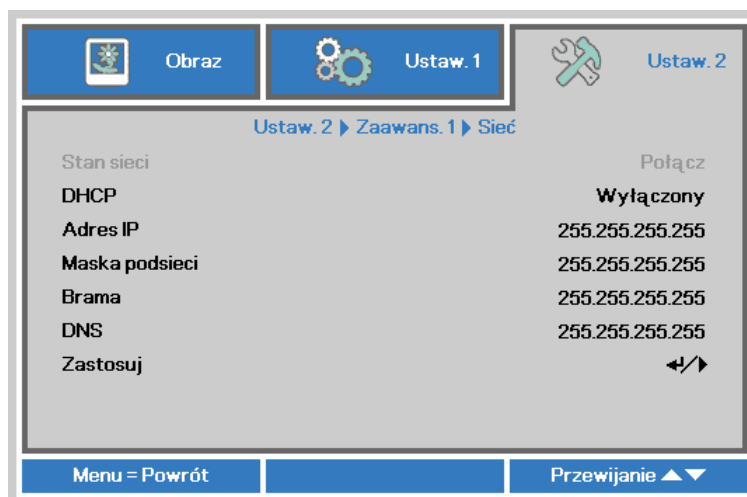 Obraz Ustaw. 1 Ustaw. 2
Ustaw. 2 Zaawans. 1 Sieć
Stan sieci Połącz
DHCP Wyłączony
Adres IP 255.255.255.255
Maska podsieci 255.255.255.255
Brama 255.255.255.255
DNS 255.255.255.255
Zastosuj
Menu = Powrót Przewijanie